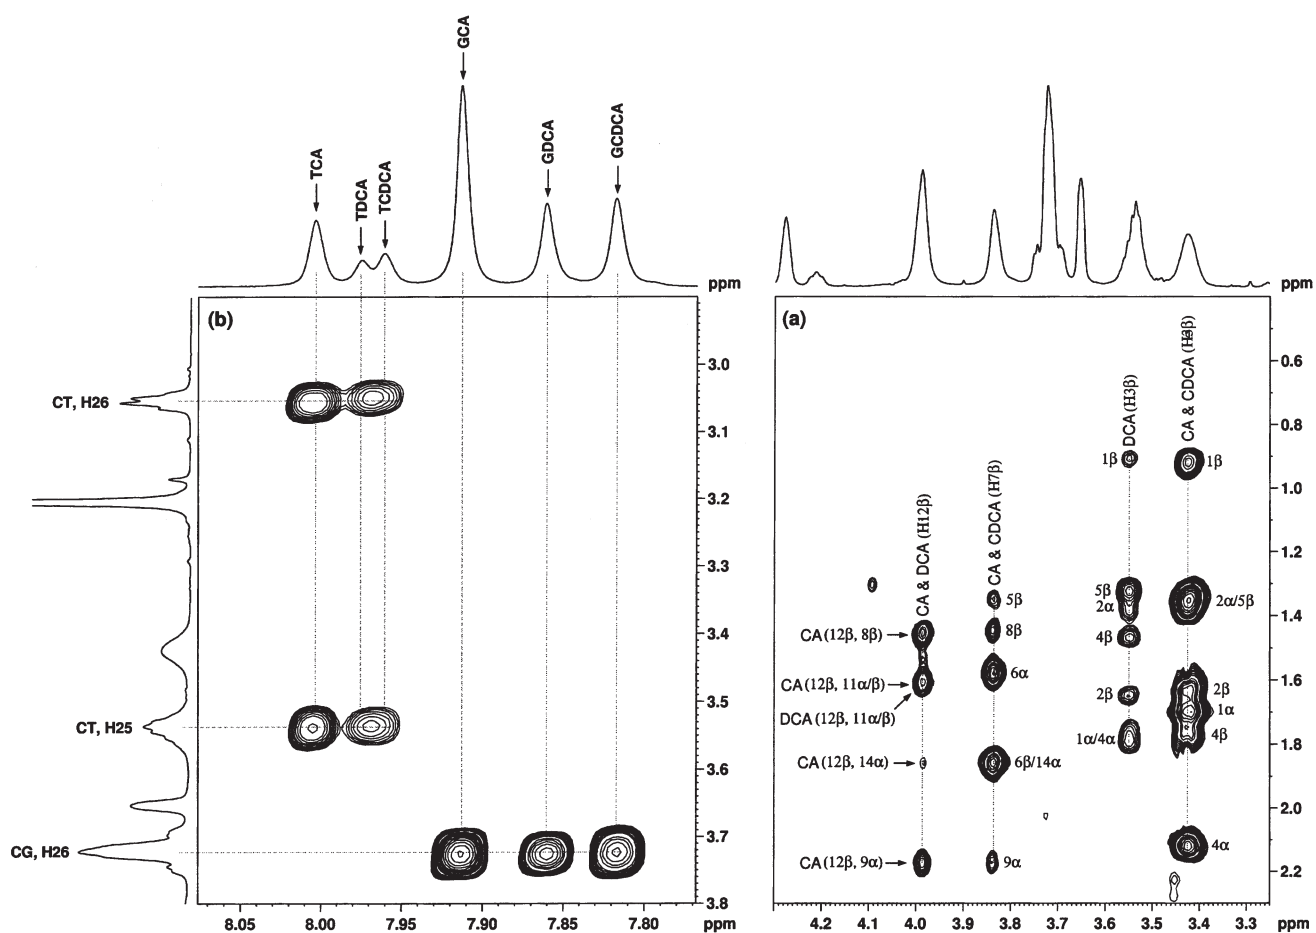 TCA
TDCA
TCDCA
GCA
GDCA
GCDCA
ppm
(b)
CT, H26
CT, H25
CG, H26
3.0
3.1
3.2
3.3
3.4
3.5
3.6
3.7
3.8
8.05
8.00
7.95
7.90
7.85
7.80
ppm
ppm
(a)
CA & DCA (H12β)
CA & CDCA (H7β)
DCA (H3β)
1β
1β
5β
5β
2α
2α/5β
CA (12β, 8β)
8β
4β
CA (12β, 11α/β)
6α
2β
2β
1α
DCA (12β, 11α/β)
1α/4α
4β
CA (12β, 14α)
6β/14α
CA (12β, 9α)
9α
4α
0.6
0.8
1.0
1.2
1.4
1.6
1.8
2.0
2.2
4.2
4.1
4.0
3.9
3.8
3.7
3.6
3.5
3.4
3.3
ppm